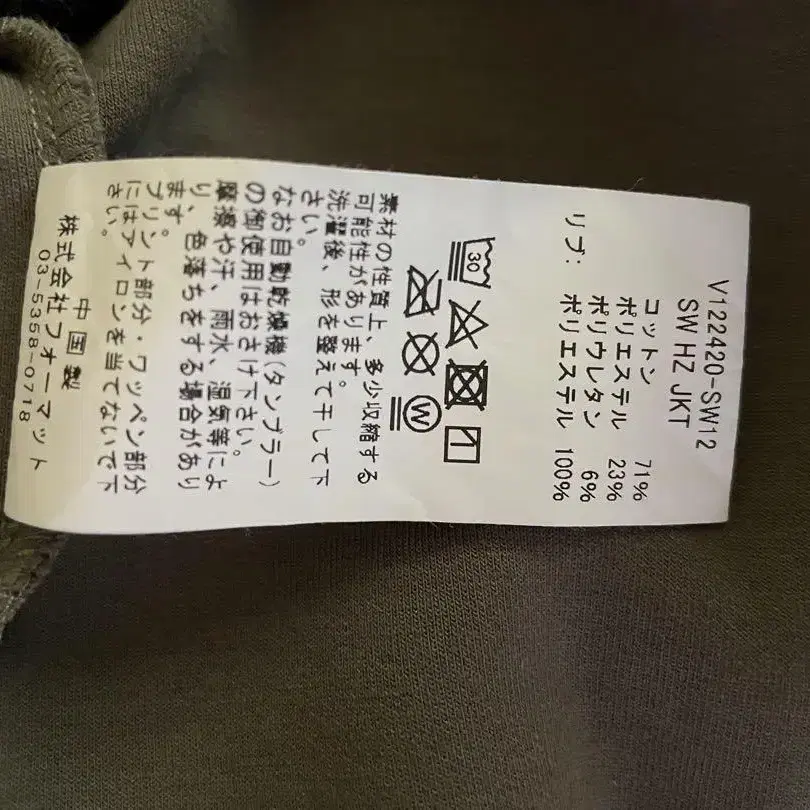 V122420-SW12
SW HZ JKT
コットン 71%
ポリエステル 23%
ポリウレタン 6%
リブ: ポリエステル 100%
30
W
素材の性質上、多少収縮する
可能性があります。
洗濯後、形を整えて干して下
さい。
なお自動乾燥機(タンブラー)
の御使用はおさけ下さい。
摩擦や汗、雨水、湿気等によ
り、色落ちをする場合があり
ます。
プリント部分・ワッペン部分
にはアイロンを当てないで下
さい。
中国製
株式会社フォーマット
03-5358-0718